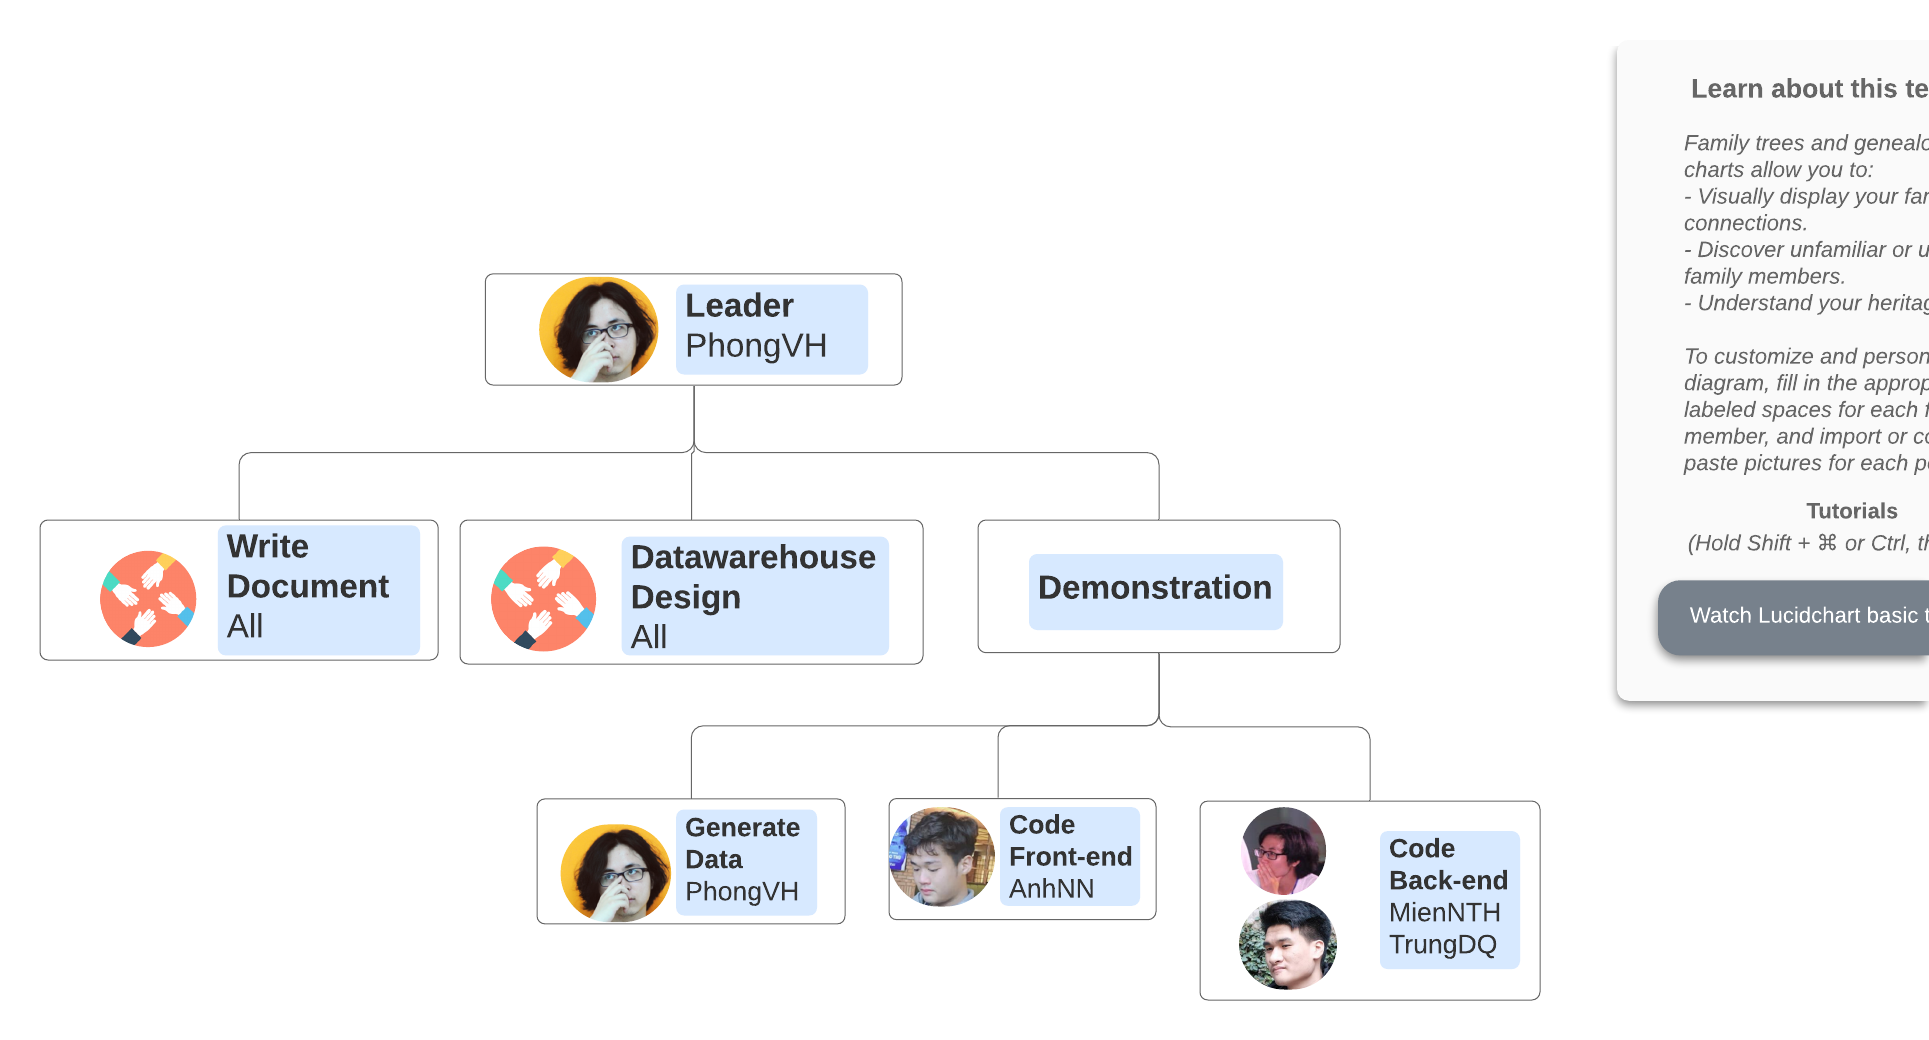 Leader
PhongVH
Write
Document
All
Datawarehouse
Design
All
Demonstration
Generate
Data
PhongVH
Code
Front-end
AnhNN
Code
Back-end
MienNTH
TrungDQ
Learn about this te
Family trees and genealo
charts allow you to:
- Visually display your fam
connections.
- Discover unfamiliar or u
family members.
- Understand your heritag
To customize and person
diagram, fill in the approp
labeled spaces for each f
member, and import or co
paste pictures for each pe
Tutorials
(Hold Shift + ⌘ or Ctrl, th
Watch Lucidchart basic t